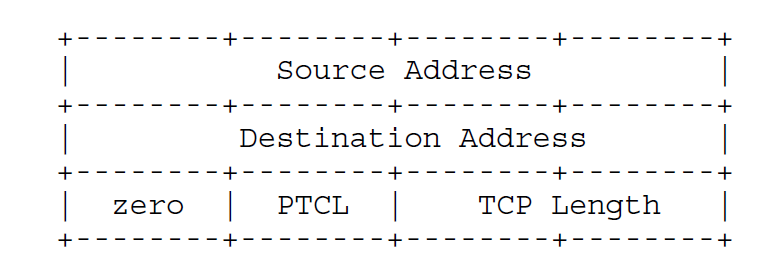 +--------+--------+--------+--------+
|           Source Address          |
+--------+--------+--------+--------+
|         Destination Address       |
+--------+--------+--------+--------+
|  zero  |  PTCL  |    TCP Length   |
+--------+--------+--------+--------+